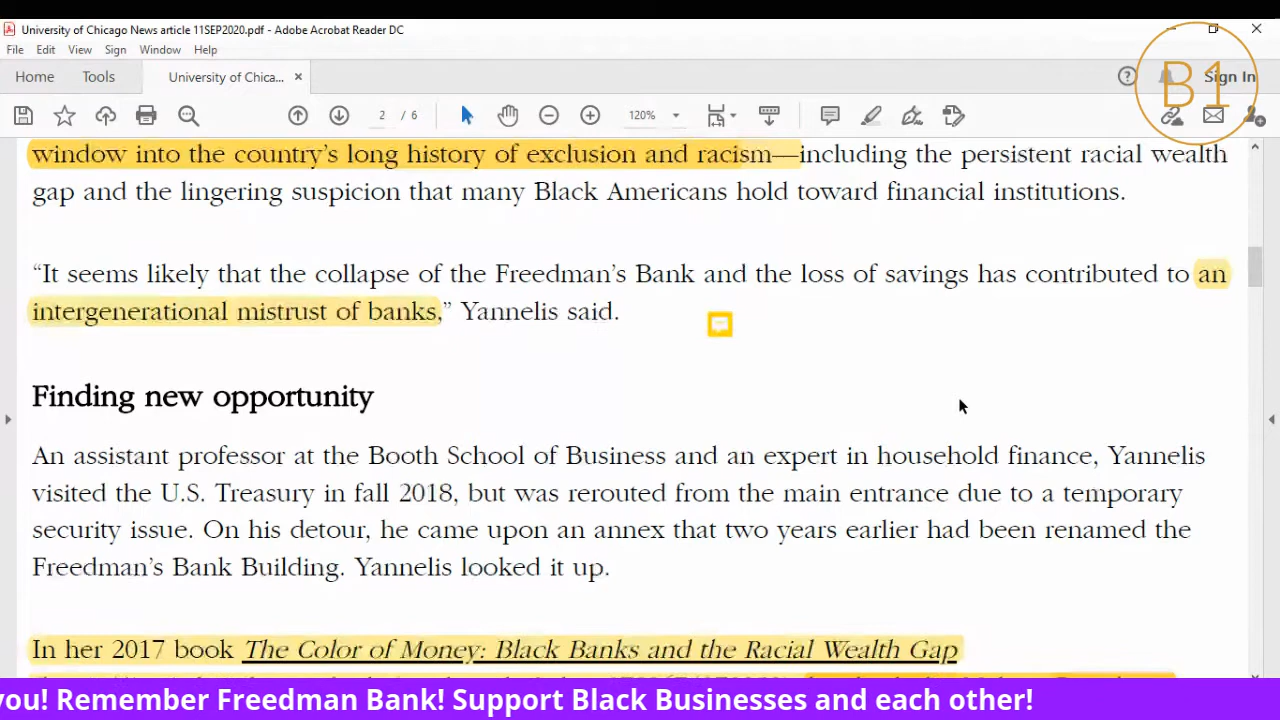 University of Chicago News article 11SEP2020.pdf - Adobe Acrobat Reader DC
File Edit View Sign Window Help
Home Tools University of Chica... Sign In
B1
2 / 6 120%
window into the country's long history of exclusion and racism—including the persistent racial wealth
gap and the lingering suspicion that many Black Americans hold toward financial institutions.
“It seems likely that the collapse of the Freedman's Bank and the loss of savings has contributed to an
intergenerational mistrust of banks,” Yannelis said.
Finding new opportunity
An assistant professor at the Booth School of Business and an expert in household finance, Yannelis
visited the U.S. Treasury in fall 2018, but was rerouted from the main entrance due to a temporary
security issue. On his detour, he came upon an annex that two years earlier had been renamed the
Freedman's Bank Building. Yannelis looked it up.
In her 2017 book The Color of Money: Black Banks and the Racial Wealth Gap
you! Remember Freedman Bank! Support Black Businesses and each other!